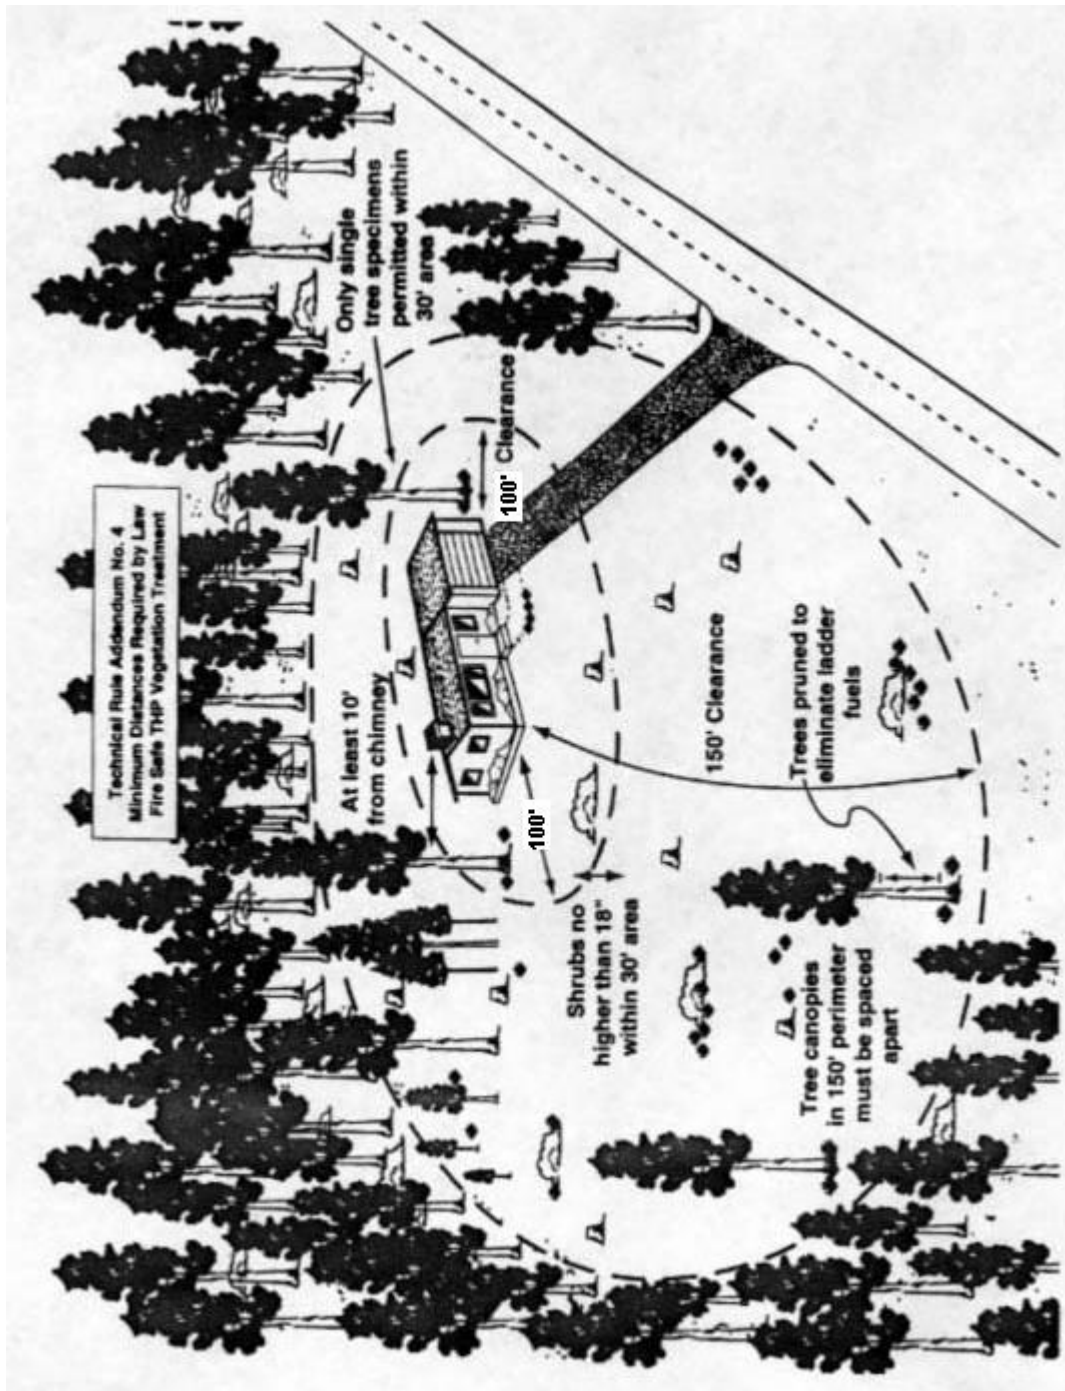 Technical Rule Addendum No. 4
Minimum Distances Required by Law
Fire Safe THP Vegetation Treatment
At least 10'
from chimney
Only single
tree specimens
permitted within
30' area
100' Clearance
100'
Shrubs no
higher than 18"
within 30' area
150' Clearance
Trees pruned to
eliminate ladder
fuels
Tree canopies
in 150' perimeter
must be spaced
apart